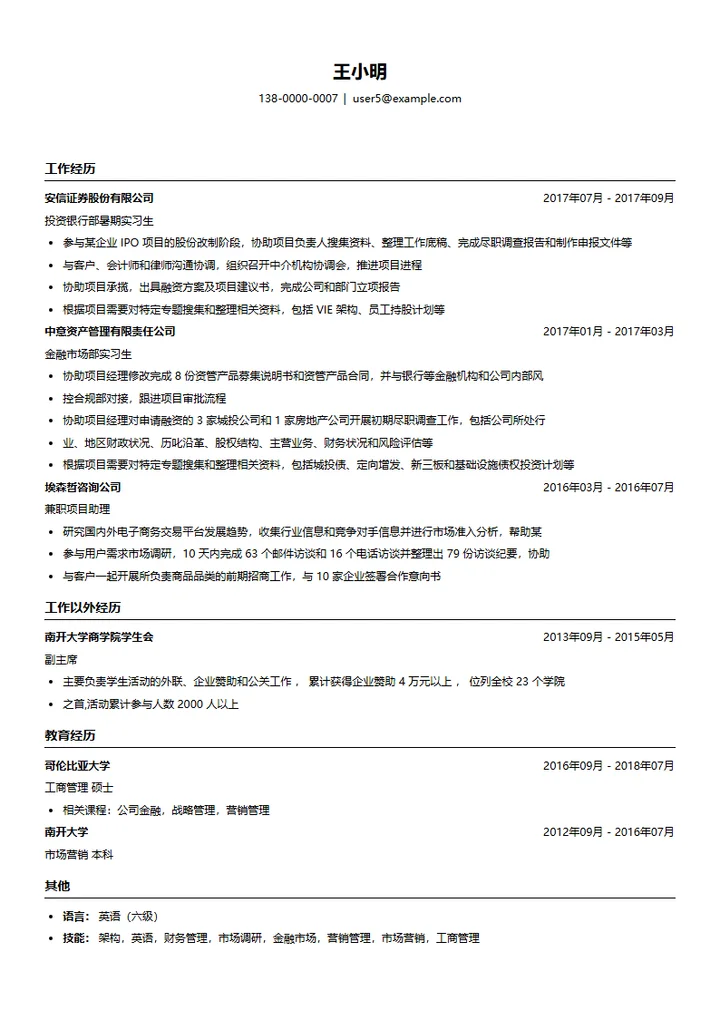 王小明
138-0000-0007 | user5@example.com
工作经历
安信证券股份有限公司 2017年07月 - 2017年09月
投资银行部暑期实习生
• 参与某企业 IPO 项目的股份改制阶段，协助项目负责人搜集资料、整理工作底稿、完成尽职调查报告和制作申报文件等
• 与客户、会计师和律师沟通协调，组织召开中介机构协调会，推进项目进程
• 协助项目承揽，出具融资方案及项目建议书，完成公司和部门立项报告
• 根据项目需要对特定专题搜集和整理相关资料，包括 VIE 架构、员工持股计划等
中意资产管理有限责任公司 2017年01月 - 2017年03月
金融市场部实习生
• 协助项目经理修改完成 8 份资管产品募集说明书和资管产品合同，并与银行等金融机构和公司内部风
• 控合规部对接，跟进项目审批流程
• 协助项目经理对申请融资的 3 家城投公司和 1 家房地产公司开展初期尽职调查工作，包括公司所处行
• 业、地区财政状况、历叱沿革、股权结构、主营业务、财务状况和风险评估等
• 根据项目需要对特定专题搜集和整理相关资料，包括城投债、定向增发、新三板和基础设施债权投资计划等
埃森哲咨询公司 2016年03月 - 2016年07月
兼职项目助理
• 研究国内外电子商务交易平台发展趋势，收集行业信息和竞争对手信息并进行市场准入分析，帮助某
• 参与用户需求市场调研，10 天内完成 63 个邮件访谈和 16 个电话访谈并整理出 79 份访谈纪要，协助
• 与客户一起开展所负责商品品类的前期招商工作，与 10 家企业签署合作意向书
工作以外经历
南开大学商学院学生会 2013年09月 - 2015年05月
副主席
• 主要负责学生活动的外联、企业赞助和公关工作 ， 累计获得企业赞助 4 万元以上 ， 位列全校 23 个学院
• 之首,活动累计参与人数 2000 人以上
教育经历
哥伦比亚大学 2016年09月 - 2018年07月
工商管理 硕士
• 相关课程：公司金融，战略管理，营销管理
南开大学 2012年09月 - 2016年07月
市场营销 本科
其他
• 语言： 英语（六级）
• 技能： 架构，英语，财务管理，市场调研，金融市场，营销管理，市场营销，工商管理